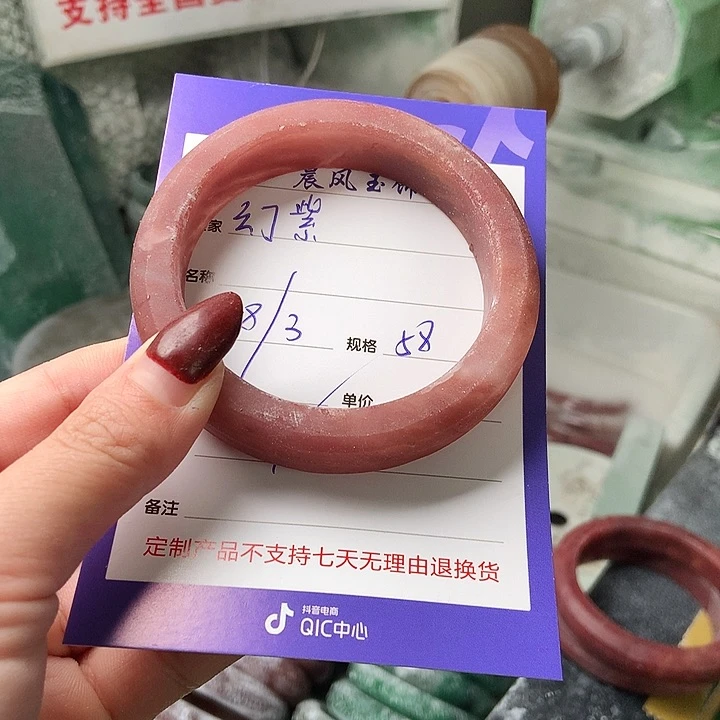 支持全国
晨风玉饰
家 幻紫
名称
8/3 规格 58
单价
备注
定制产品不支持七天无理由退换货
抖音电商
QIC中心